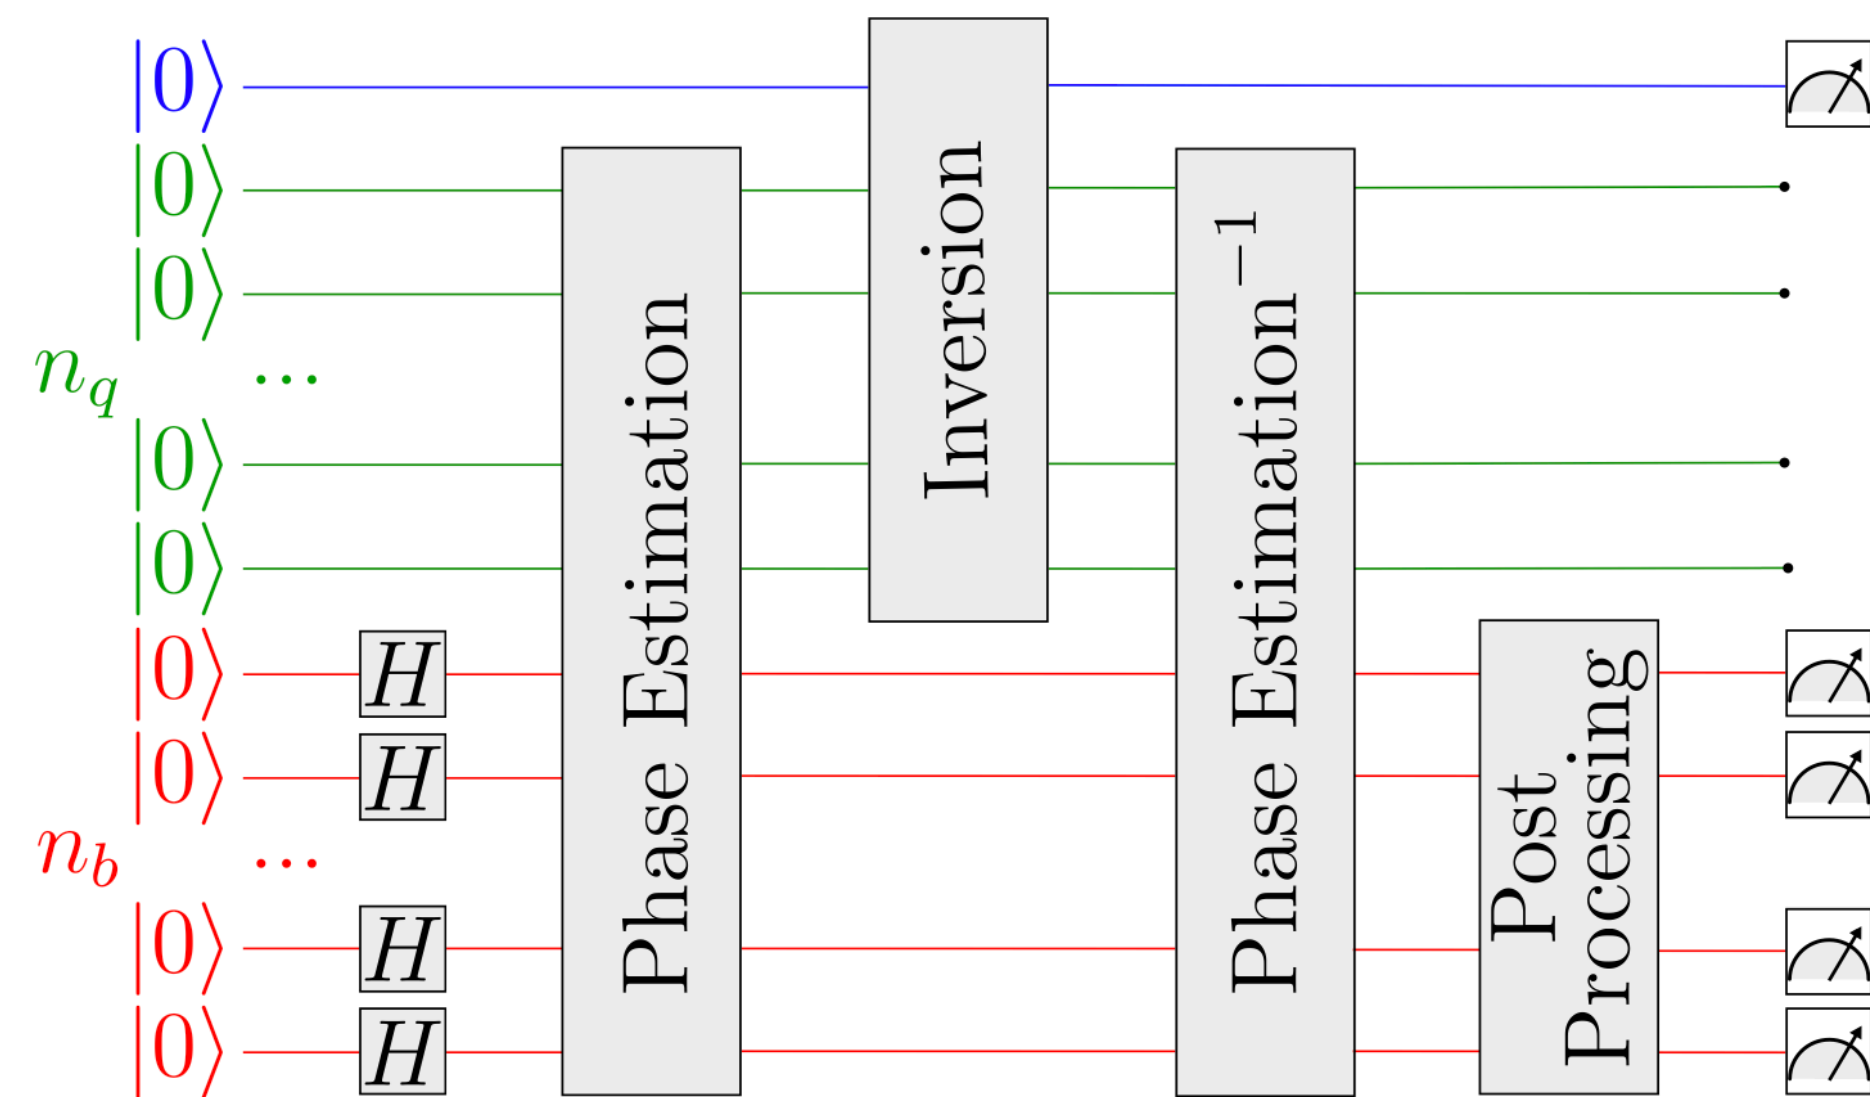 |0⟩
|0⟩
|0⟩
n_q ...
|0⟩
|0⟩
|0⟩ H
|0⟩ H
n_b ...
|0⟩ H
|0⟩ H
Phase Estimation
Inversion
Phase Estimation⁻¹
Post
Processing